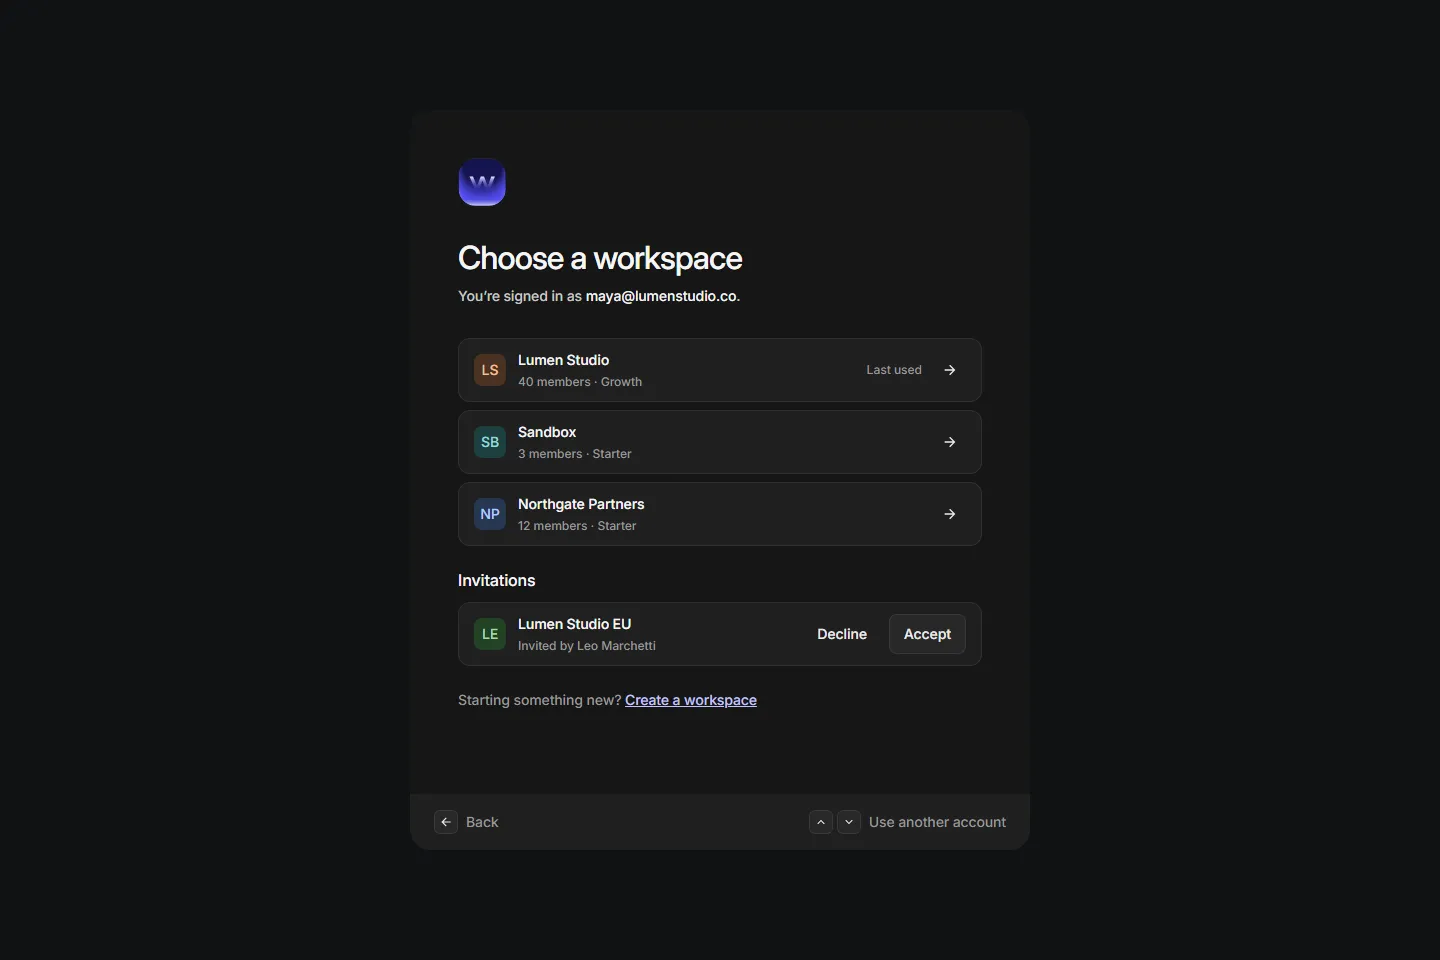 W
Choose a workspace
You’re signed in as maya@lumenstudio.co.
LS
Lumen Studio
40 members · Growth
Last used
SB
Sandbox
3 members · Starter
NP
Northgate Partners
12 members · Starter
Invitations
LE
Lumen Studio EU
Invited by Leo Marchetti
Decline
Accept
Starting something new? Create a workspace
Back
Use another account